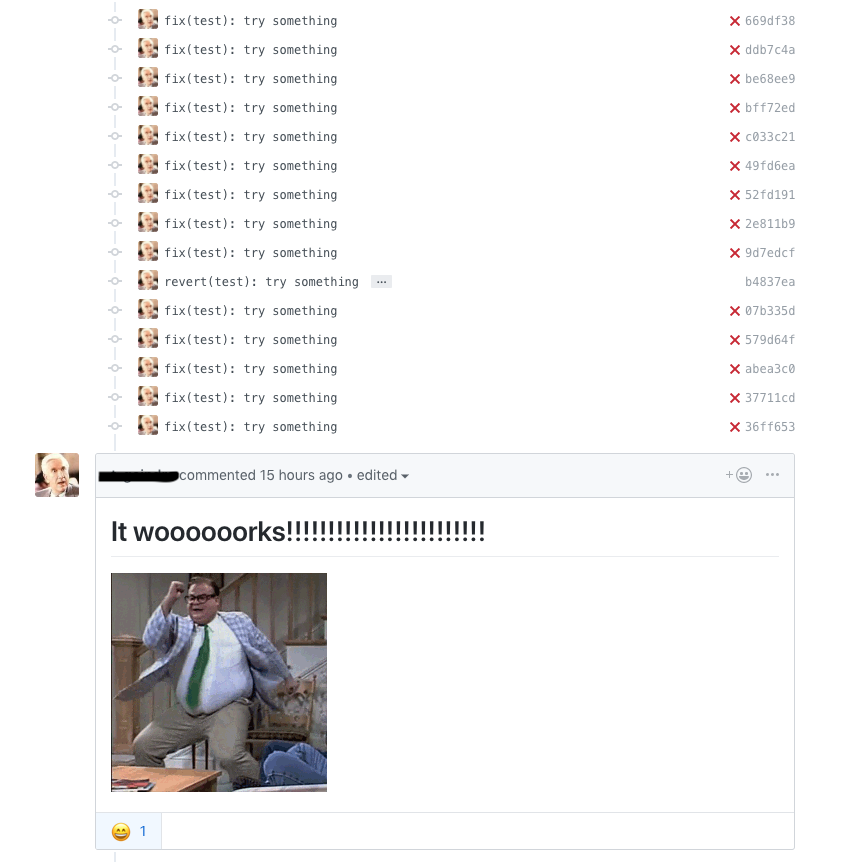 fix(test): try something 669df38
fix(test): try something ddb7c4a
fix(test): try something be68ee9
fix(test): try something bff72ed
fix(test): try something c033c21
fix(test): try something 49fd6ea
fix(test): try something 52fd191
fix(test): try something 2e811b9
fix(test): try something 9d7edcf
revert(test): try something … b4837ea
fix(test): try something 07b335d
fix(test): try something 579d64f
fix(test): try something abea3c0
fix(test): try something 37711cd
fix(test): try something 36ff653
commented 15 hours ago • edited
It wooooooorks!!!!!!!!!!!!!!!!!!!!!!!!
1